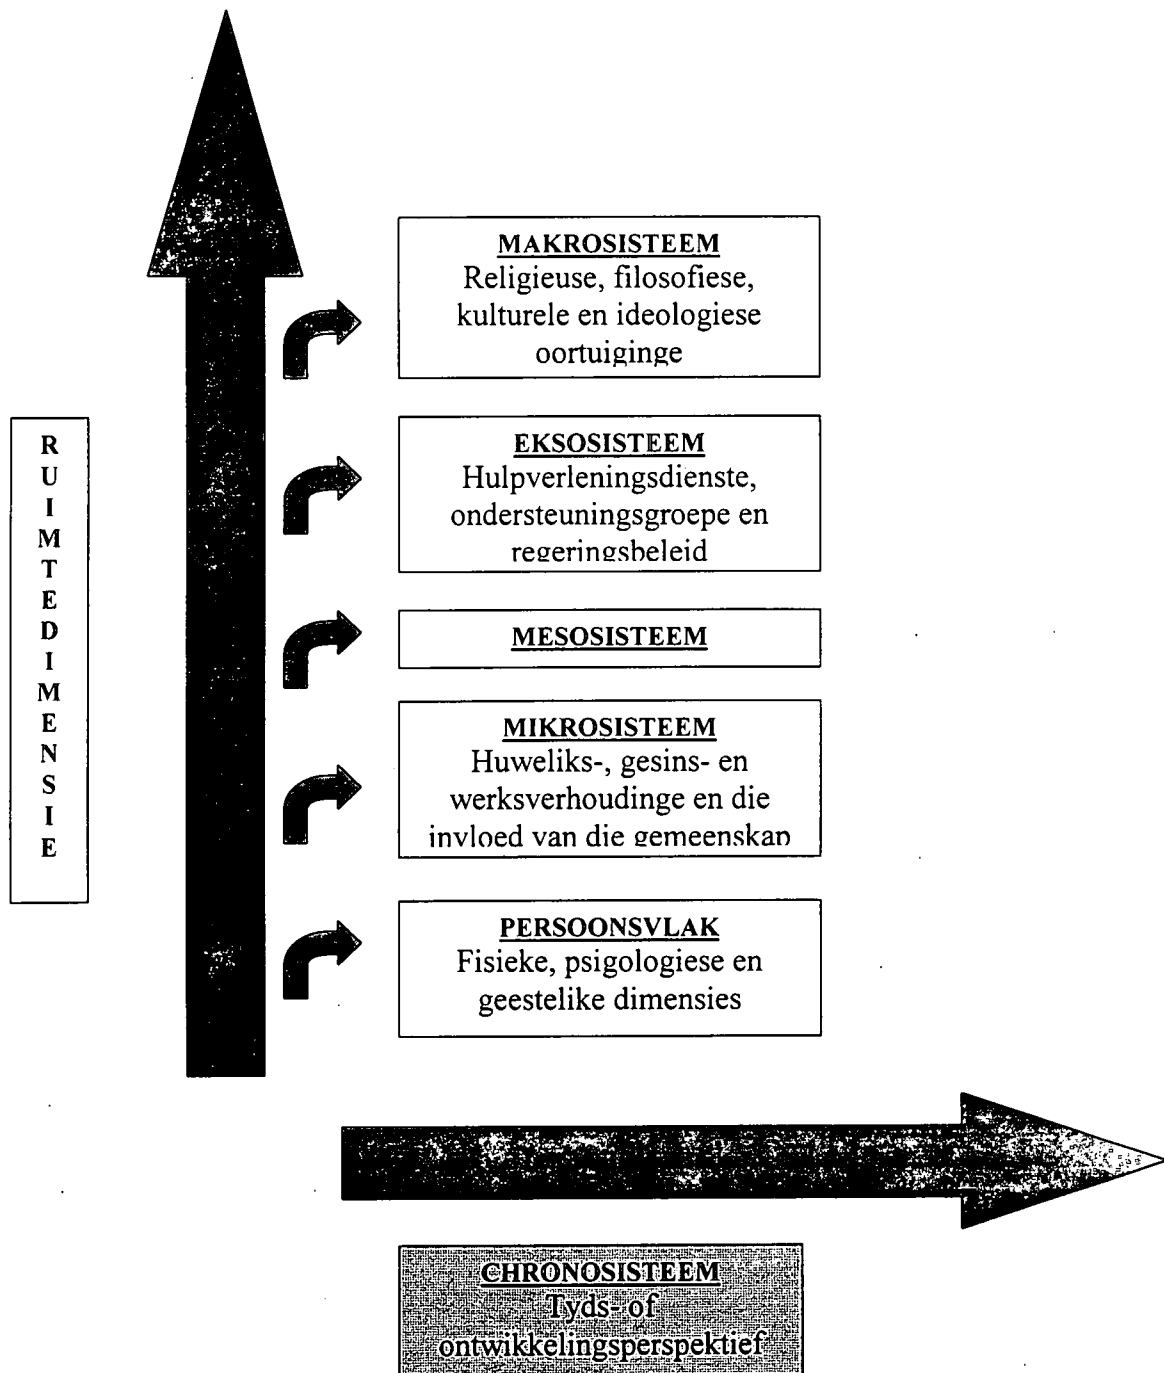 MAKROSISTEEM
Religieuse, filosofiese,
kulturele en ideologiese
oortuiginge
EKSOSISTEEM
Hulpverleningsdienste,
ondersteuningsgroepe en
regeringsbeleid
MESOSISTEEM
MIKROSISTEEM
Huweliks-, gesins- en
werksverhoudinge en die
invloed van die gemeenskap
PERSOONSVLAK
Fisieke, psigologiese en
geestelike dimensies
RUIMTEDIMENSIE
CHRONOSISTEEM
Tyds- of
ontwikkelingsperspektief